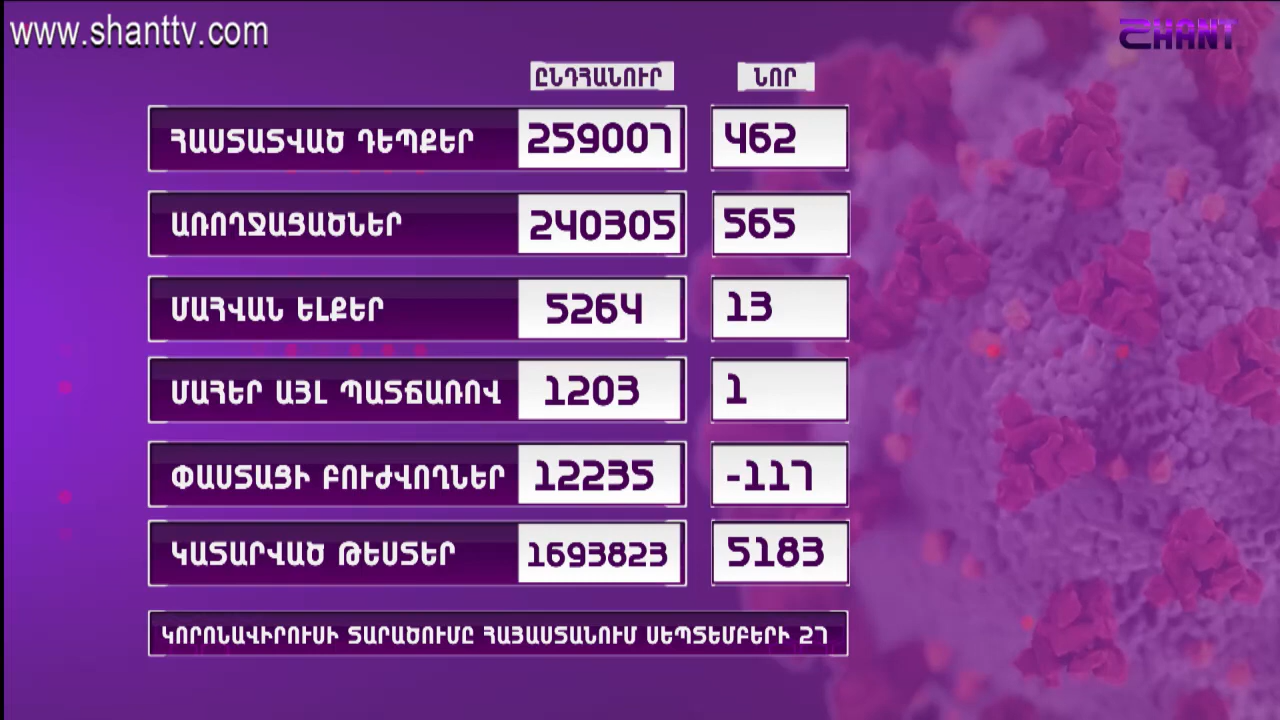 www.shanttv.com
SHANT
ԸՆԴՀԱՆՈՒՐ ՆՈՐ
ՀԱՍՏԱՏՎԱԾ ԴԵՊՔԵՐ 259007 462
ԱՌՈՂՋԱՑԱԾՆԵՐ 240305 565
ՄԱՀՎԱՆ ԵԼՔԵՐ 5264 13
ՄԱՀԵՐ ԱՅԼ ՊԱՏՃԱՌՈՎ 1203 1
ՓԱՍՏԱՑԻ ԲՈՒԺՎՈՂՆԵՐ 12235 -117
ԿԱՏԱՐՎԱԾ ԹԵՍՏԵՐ 1693823 5183
ԿՈՐՈՆԱՎԻՐՈՒՍԻ ՏԱՐԱԾՈՒՄԸ ՀԱՅԱՍՏԱՆՈՒՄ ՍԵՊՏԵՄԲԵՐԻ 27